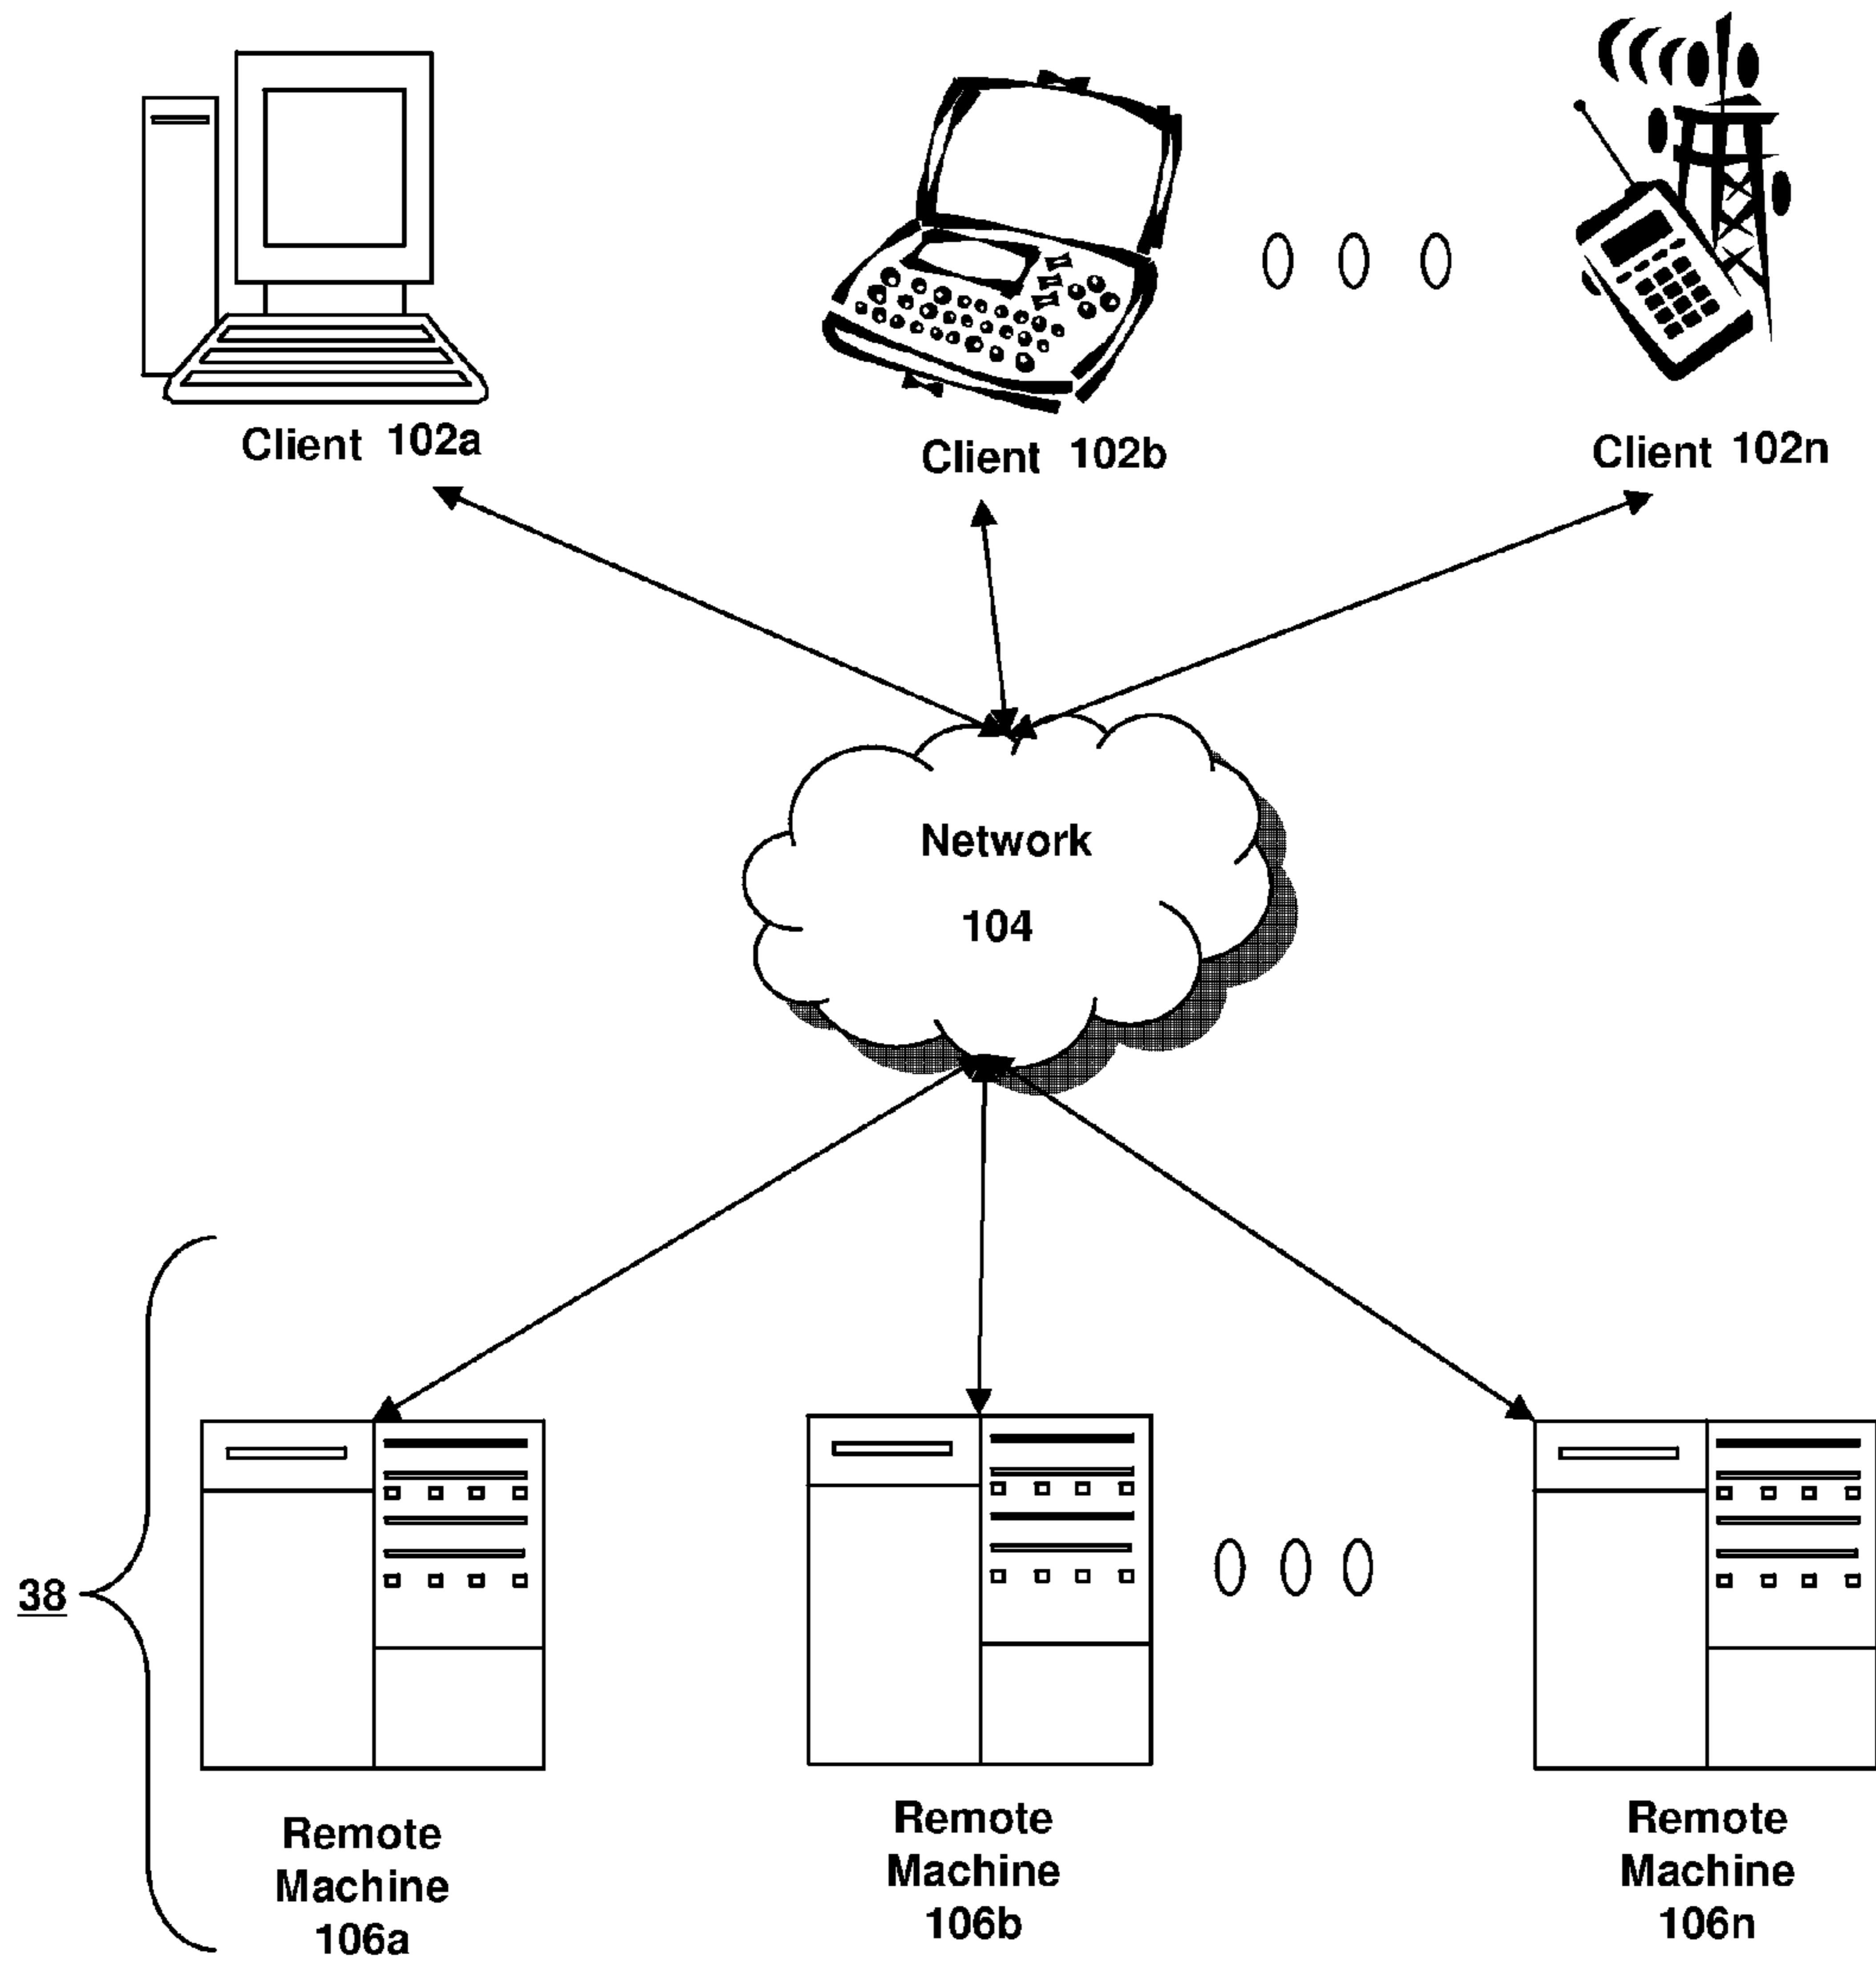 Client 102a
Client 102b
Client 102n
Network
104
38
Remote
Machine
106a
Remote
Machine
106b
Remote
Machine
106n